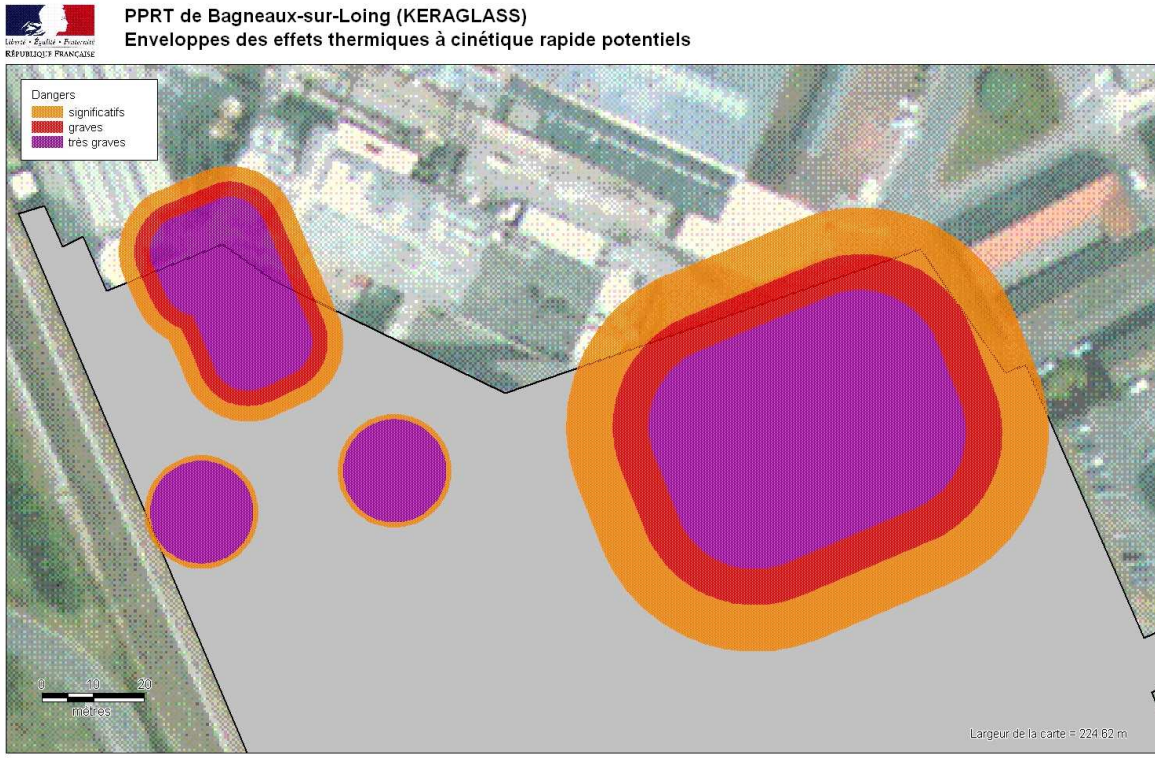 PPRT de Bagneaux-sur-Loing (KERAGLASS)
Enveloppes des effets thermiques à cinétique rapide potentiels
Liberté • Égalité • Fraternité
RÉPUBLIQUE FRANÇAISE
Dangers
significatifs
graves
très graves
0 10 20
mètres
Largeur de la carte = 224.62 m